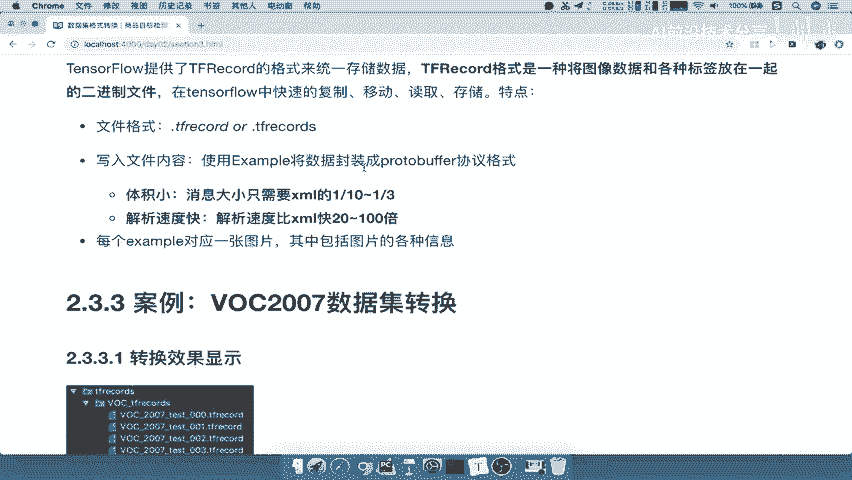 Chrome 文件 修改 视图 历史记录 书签 其他人 电动窗 帮助
100%
数据集格式转换 | 商品目标检测
TensorFlow提供了TFRecord的格式来统一存储数据，TFRecord格式是一种将图像数据和各种标签放在一起
的二进制文件，在tensorflow中快速的复制、移动、读取、存储。特点：
文件格式：.tfrecord or .tfrecords
写入文件内容：使用Example将数据封装成protobuffer协议格式
体积小：消息大小只需要xml的1/10~1/3
解析速度快：解析速度比xml快20~100倍
每个example对应一张图片，其中包括图片的各种信息
2.3.3 案例：VOC2007数据集转换
2.3.3.1 转换效果显示
tfrecords
VOC_tfrecords
VOC_2007_test_000.tfrecord
VOC_2007_test_001.tfrecord
VOC_2007_test_002.tfrecord
VOC_2007_test_003.tfrecord